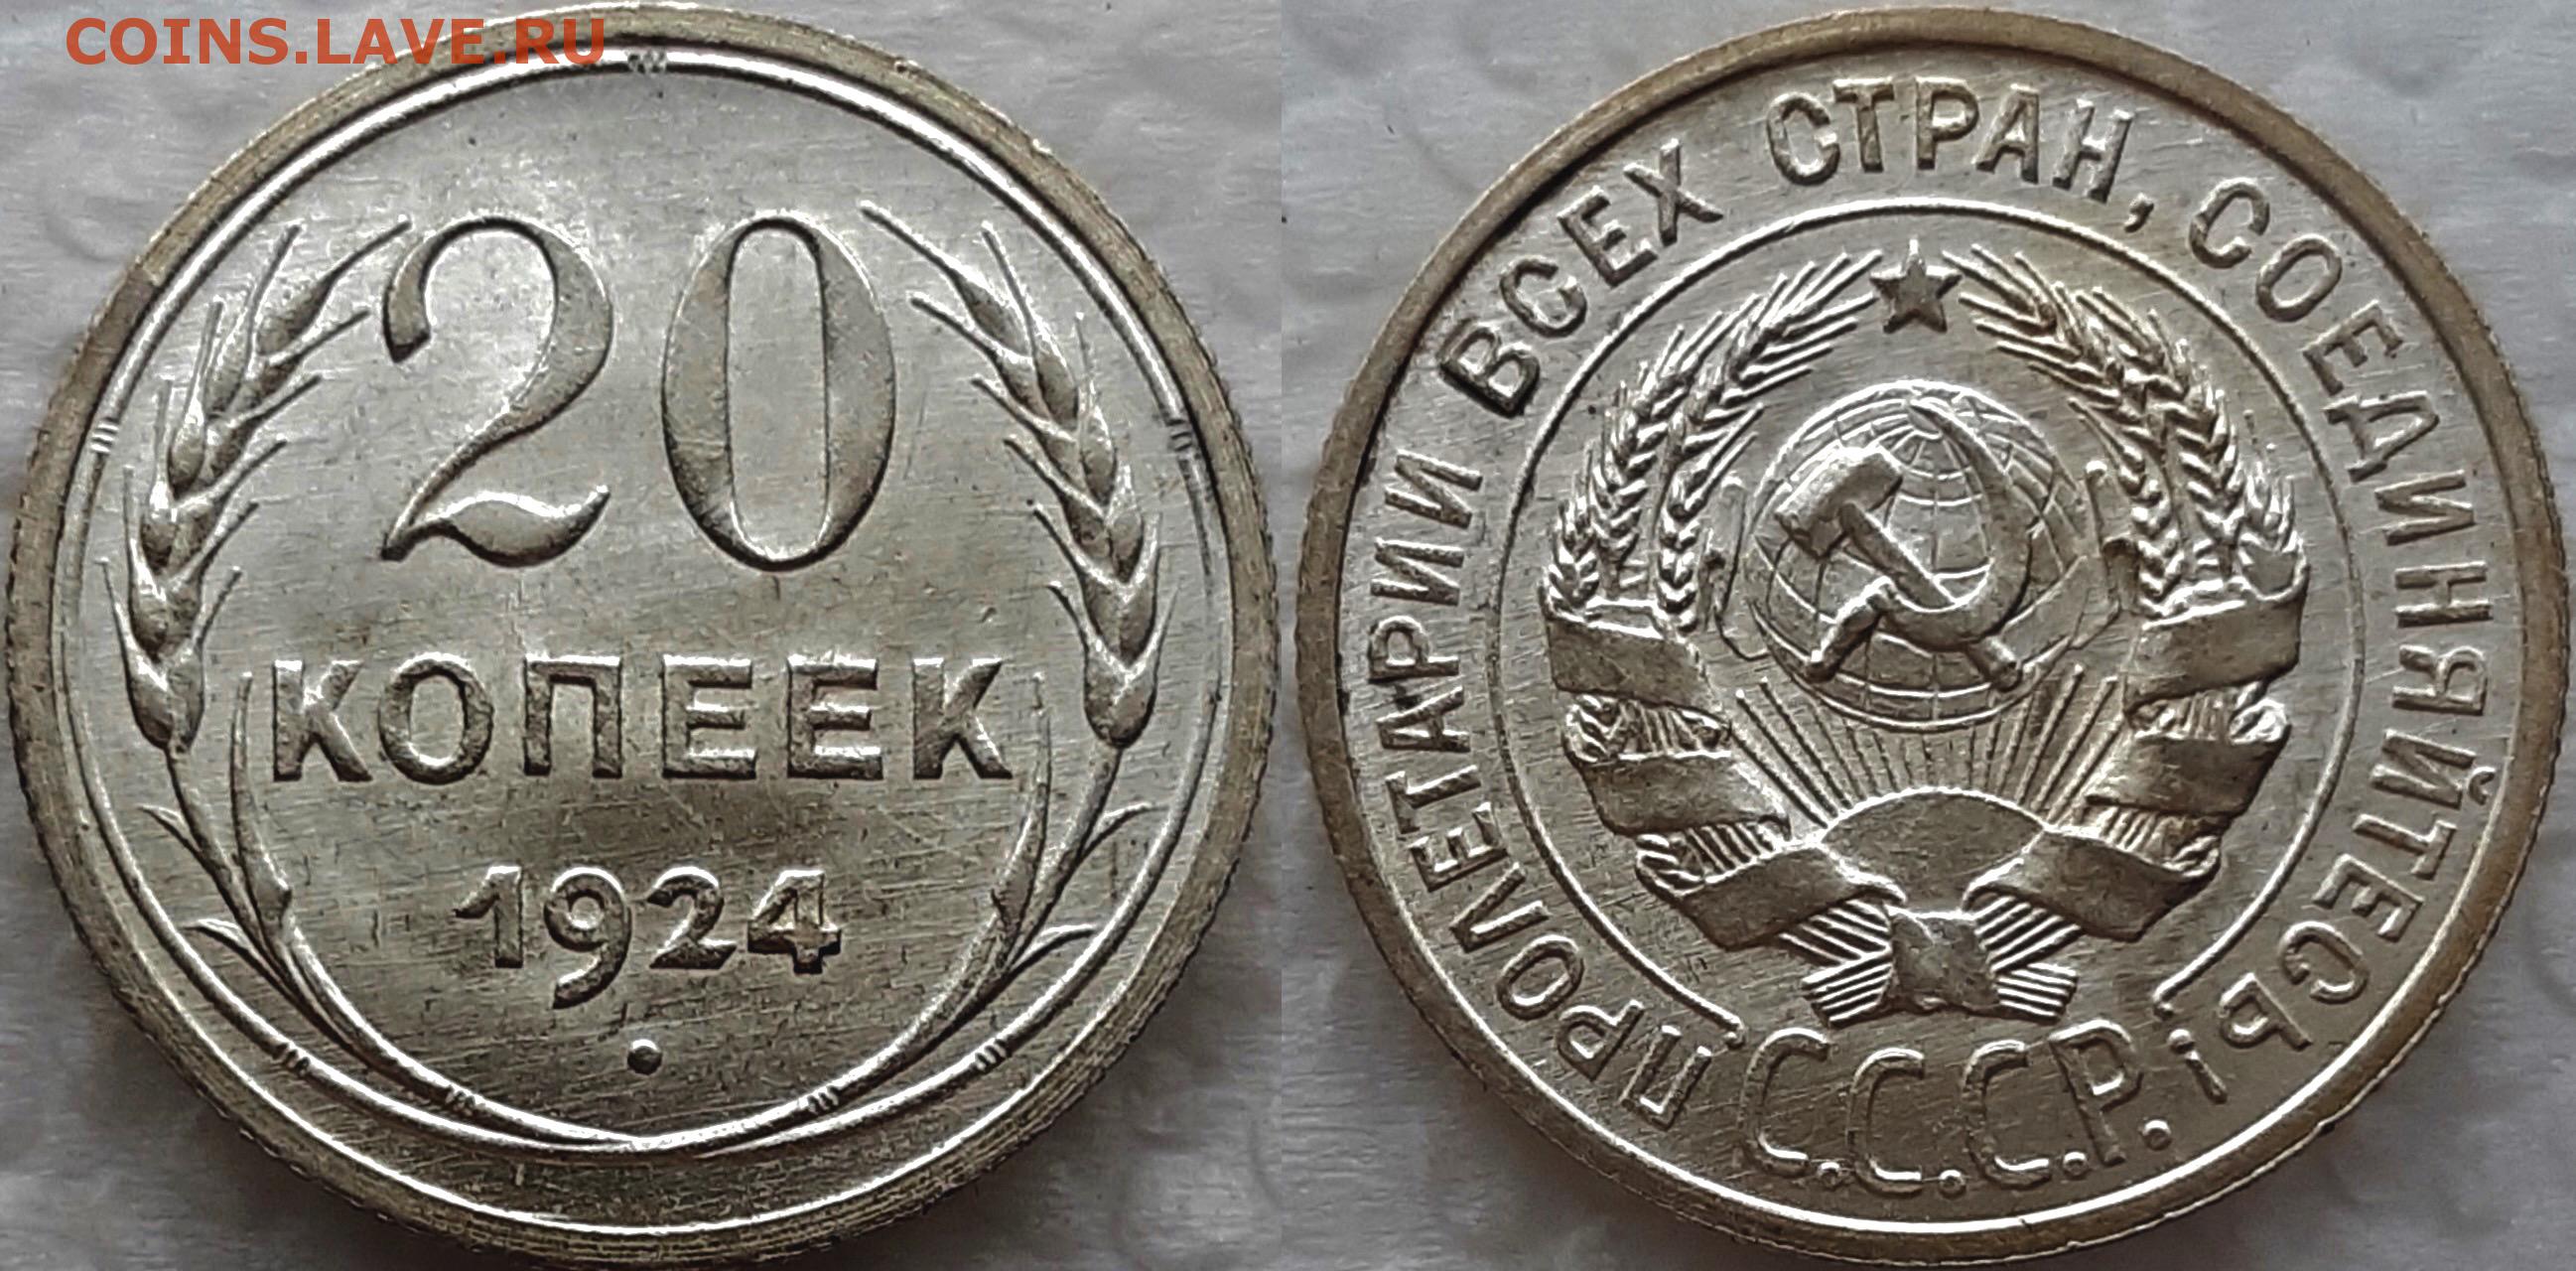 COINS.LAVE.RU
20
КОПЕЕК
1924
ПРОЛЕТАРИИ ВСЕХ СТРАН, СОЕДИНЯЙТЕСЬ!
С.С.С.Р.